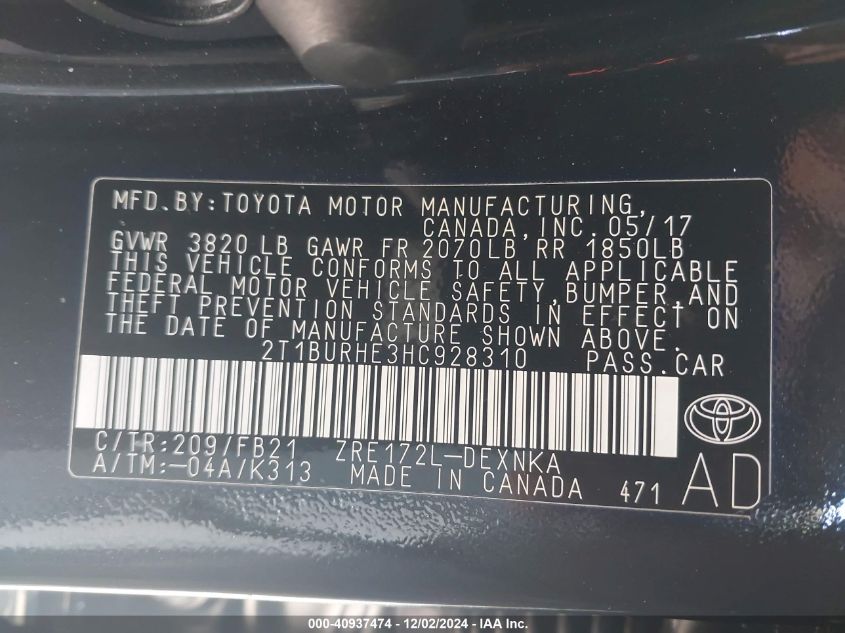 MFD.BY:TOYOTA MOTOR MANUFACTURING,
CANADA,INC.05/17
GVWR 3820 LB GAWR FR 2070LB RR 1850LB
THIS VEHICLE CONFORMS TO ALL APPLICABLE
FEDERAL MOTOR VEHICLE SAFETY,BUMPER,AND
THEFT PREVENTION STANDARDS IN EFFECT ON
THE DATE OF MANUFACTURE SHOWN ABOVE.
2T1BURHE3HC928310 PASS.CAR
C/TR:209/FB21 ZRE172L-DEXNKA
A/TM:-04A/K313 MADE IN CANADA 471 AD
000-40937474 - 12/02/2024 - IAA Inc.